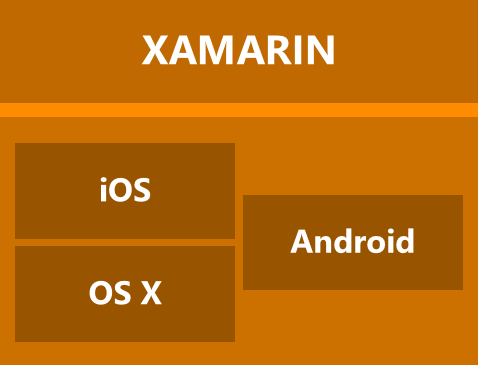 XAMARIN
iOS
Android
OS X